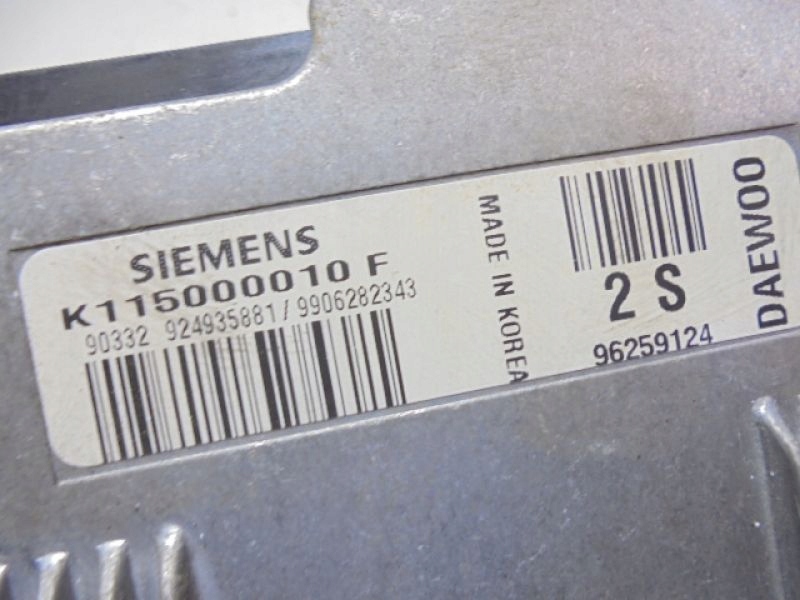 SIEMENS
K115000010 F
90332 924935881 / 9906282343
MADE IN KOREA
2 S
96259124
DAEWOO